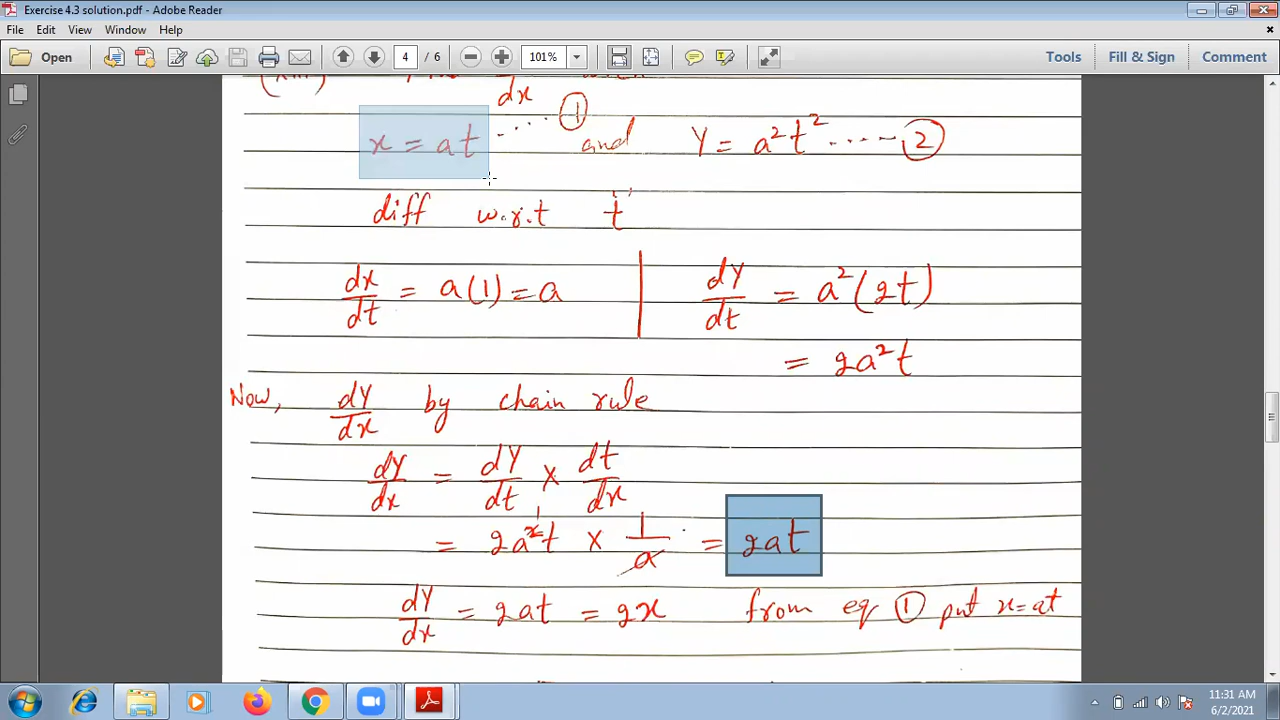 Exercise 4.3 solution.pdf - Adobe Reader
File Edit View Window Help
Open 4 / 6 101% Tools Fill & Sign Comment
dx
x = at ..... ① and Y = a²t² ..... ②
diff w.r.t 't'
dx/dt = a(1) = a | dY/dt = a²(2t)
= 2a²t
Now, dY/dx by chain rule
dY/dx = dY/dt × dt/dx
= 2a²t × 1/a = 2at
dY/dx = 2at = 2x from eq ① put x=at
11:31 AM
6/2/2021